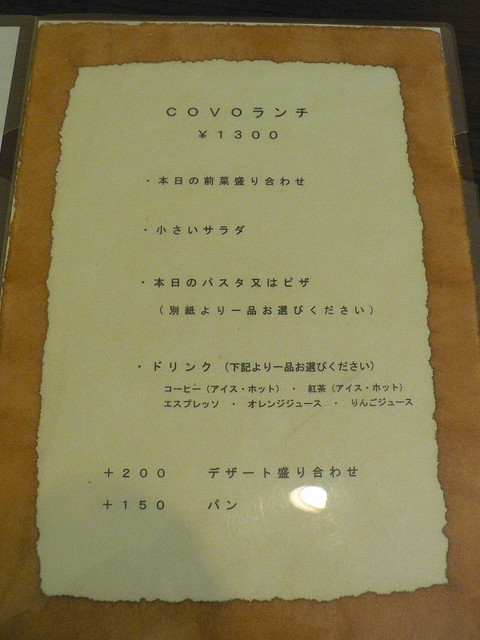 COVOランチ
¥1300
・本日の前菜盛り合わせ
・小さいサラダ
・本日のパスタ又はピザ
(別紙より一品お選びください)
・ドリンク (下記より一品お選びください)
コーヒー(アイス・ホット) ・ 紅茶(アイス・ホット)
エスプレッソ ・ オレンジジュース ・ りんごジュース
+200 デザート盛り合わせ
+150 パン